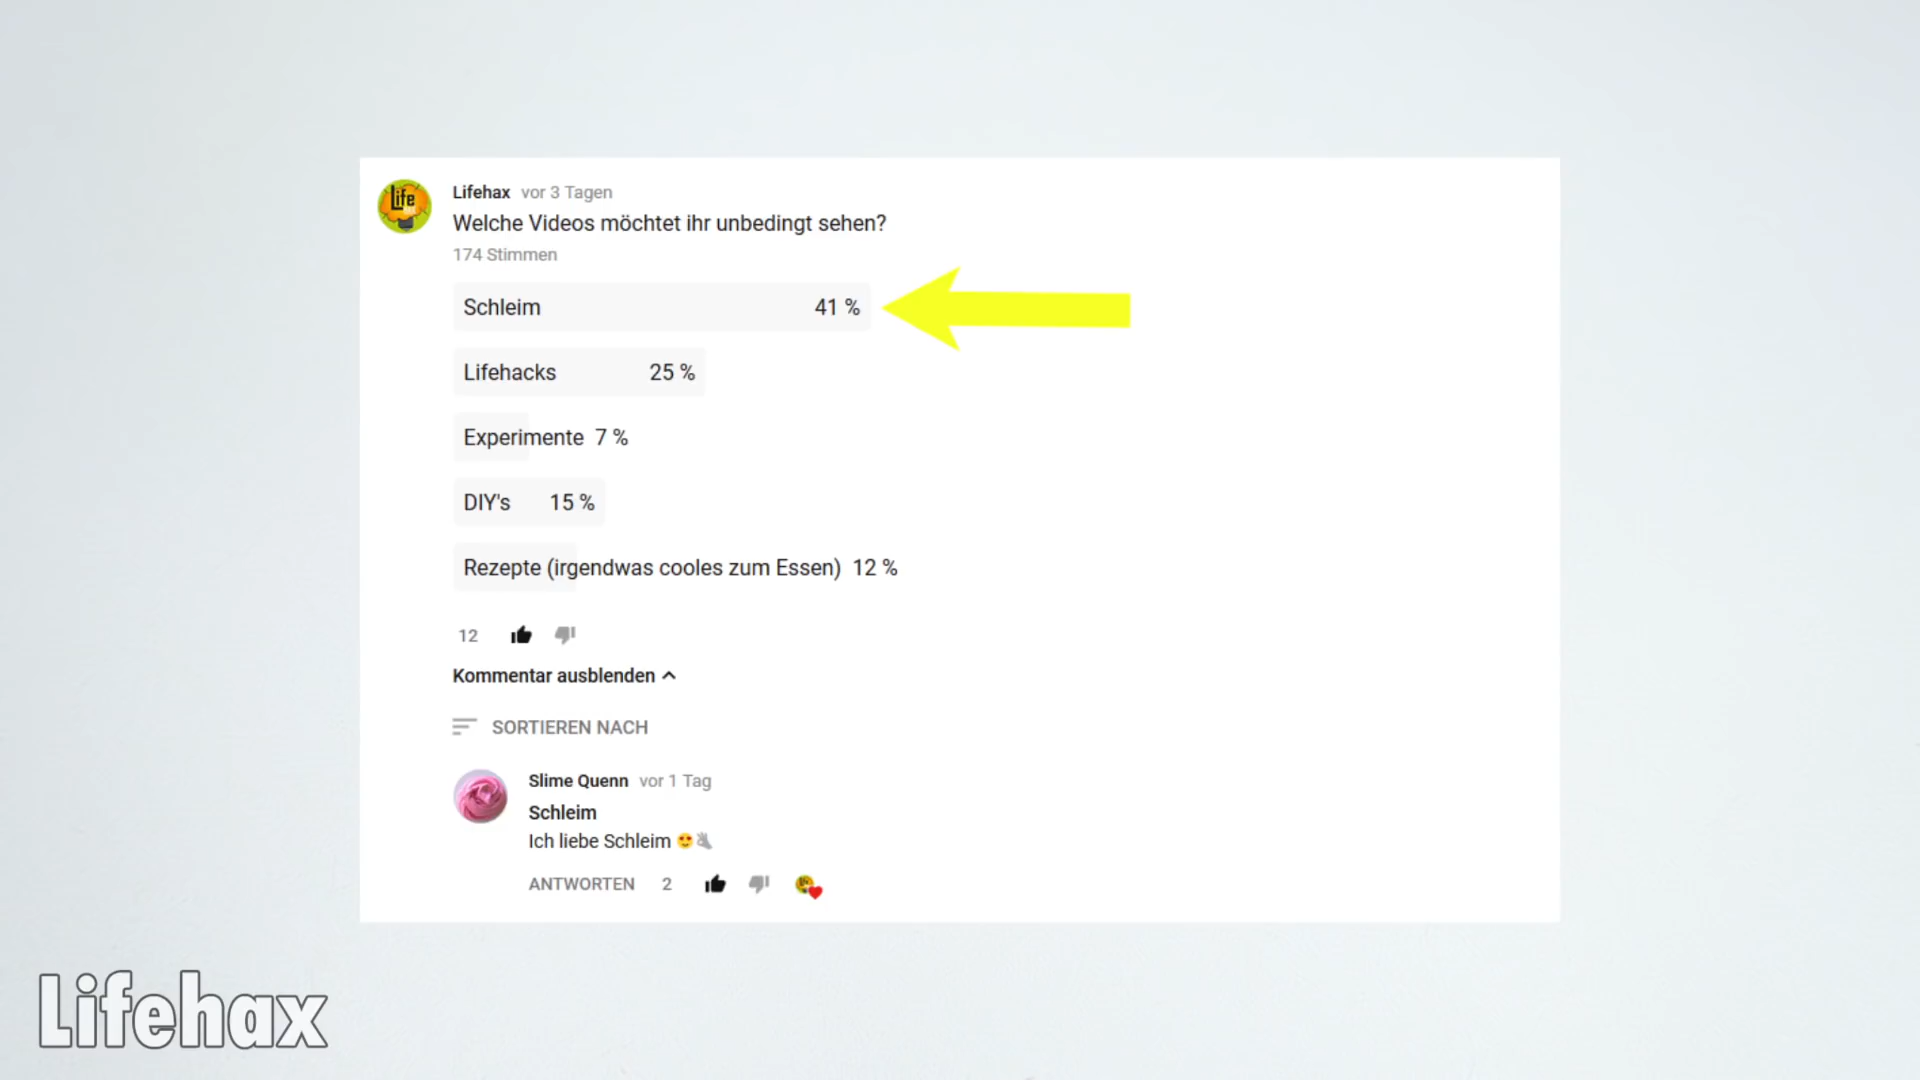 Life
Lifehax vor 3 Tagen
Welche Videos möchtet ihr unbedingt sehen?
174 Stimmen
Schleim 41 %
Lifehacks 25 %
Experimente 7 %
DIY's 15 %
Rezepte (irgendwas cooles zum Essen) 12 %
12
Kommentar ausblenden
SORTIEREN NACH
Slime Quenn vor 1 Tag
Schleim
Ich liebe Schleim 😍👌
ANTWORTEN 2
Lifehax